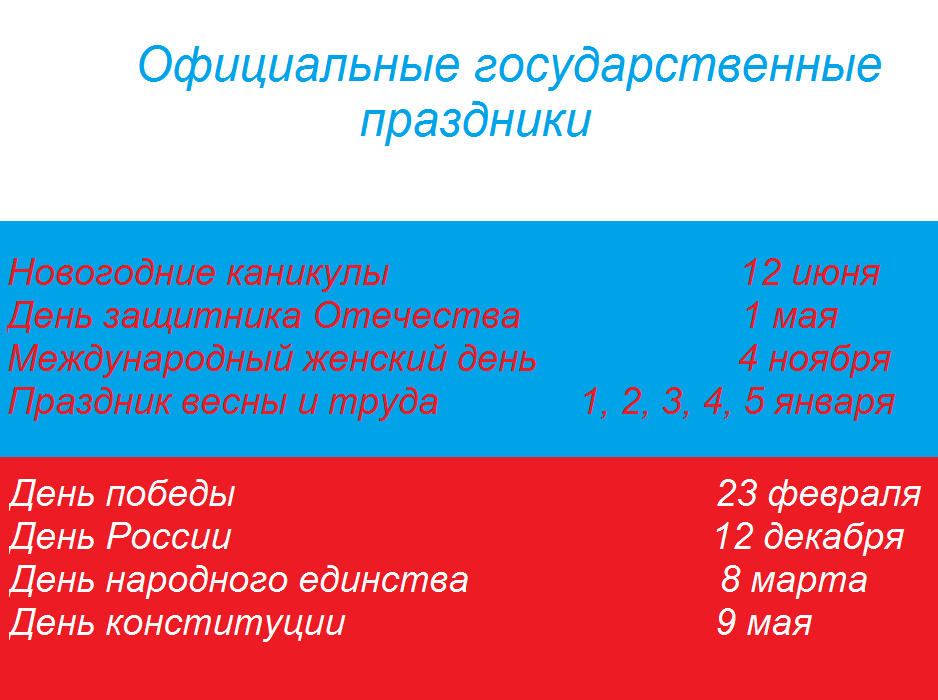 Официальные государственные
праздники
Новогодние каникулы 12 июня
День защитника Отечества 1 мая
Международный женский день 4 ноября
Праздник весны и труда 1, 2, 3, 4, 5 января
День победы 23 февраля
День России 12 декабря
День народного единства 8 марта
День конституции 9 мая